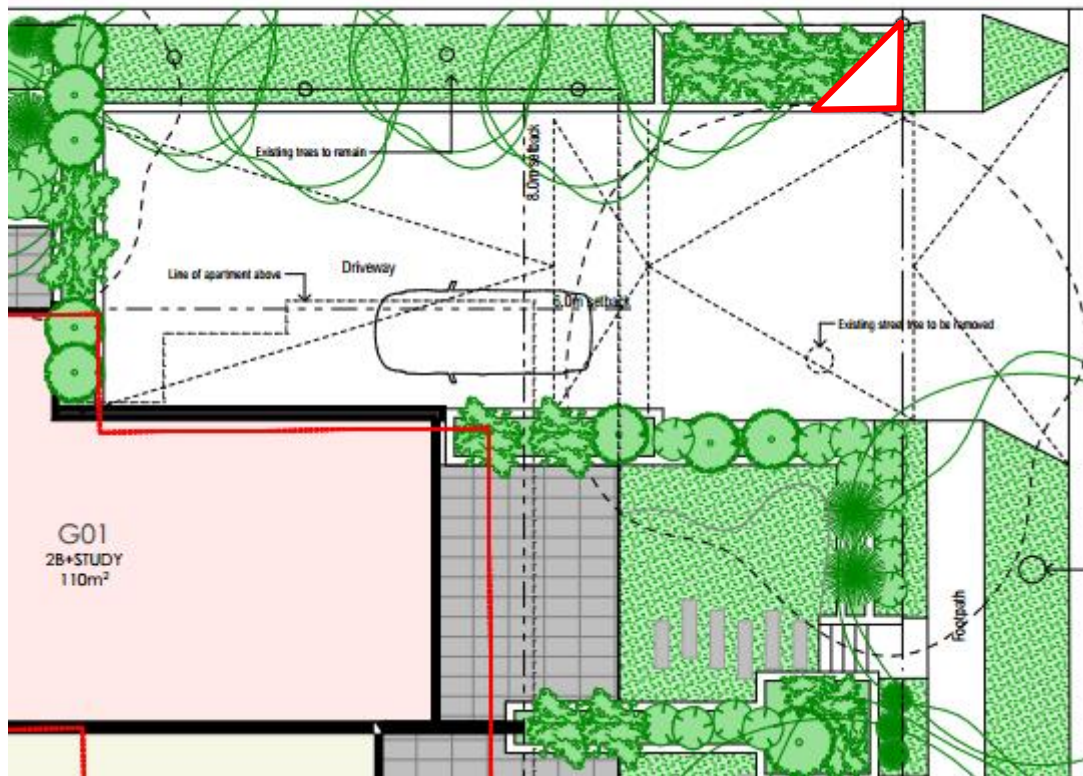 Existing trees to remain
8.0m setback
Line of apartment above
Driveway
6.0m setback
Existing street tree to be removed
G01
2B+STUDY
110m²
Footpath